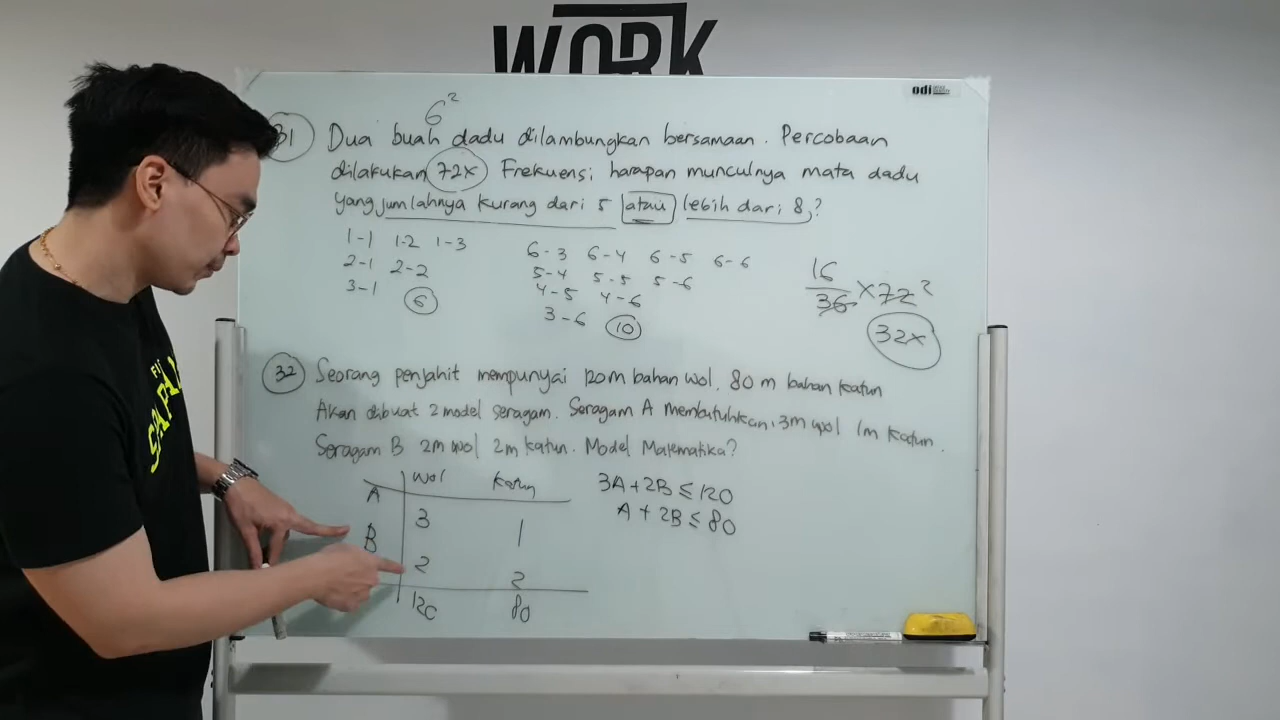 WORK
odi
6²
31 Dua buah dadu dilambungkan bersamaan. Percobaan
dilakukan 72x Frekuensi harapan munculnya mata dadu
yang jumlahnya kurang dari 5 atau lebih dari 8,?
1-1 1-2 1-3
2-1 2-2
3-1 6
6-3 6-4 6-5 6-6
5-4 5-5 5-6
4-5 4-6
3-6 10
16/36 x 72 2
32x
32 Seorang penjahit mempunyai 120m bahan wol, 80 m bahan katun
Akan dibuat 2 model seragam. Seragam A membutuhkan 3m wol 1m katun.
Seragam B 2m wol 2m katun. Model Matematika?
wol katun
A 3 1
B 2 2
120 80
3A + 2B ≤ 120
A + 2B ≤ 80